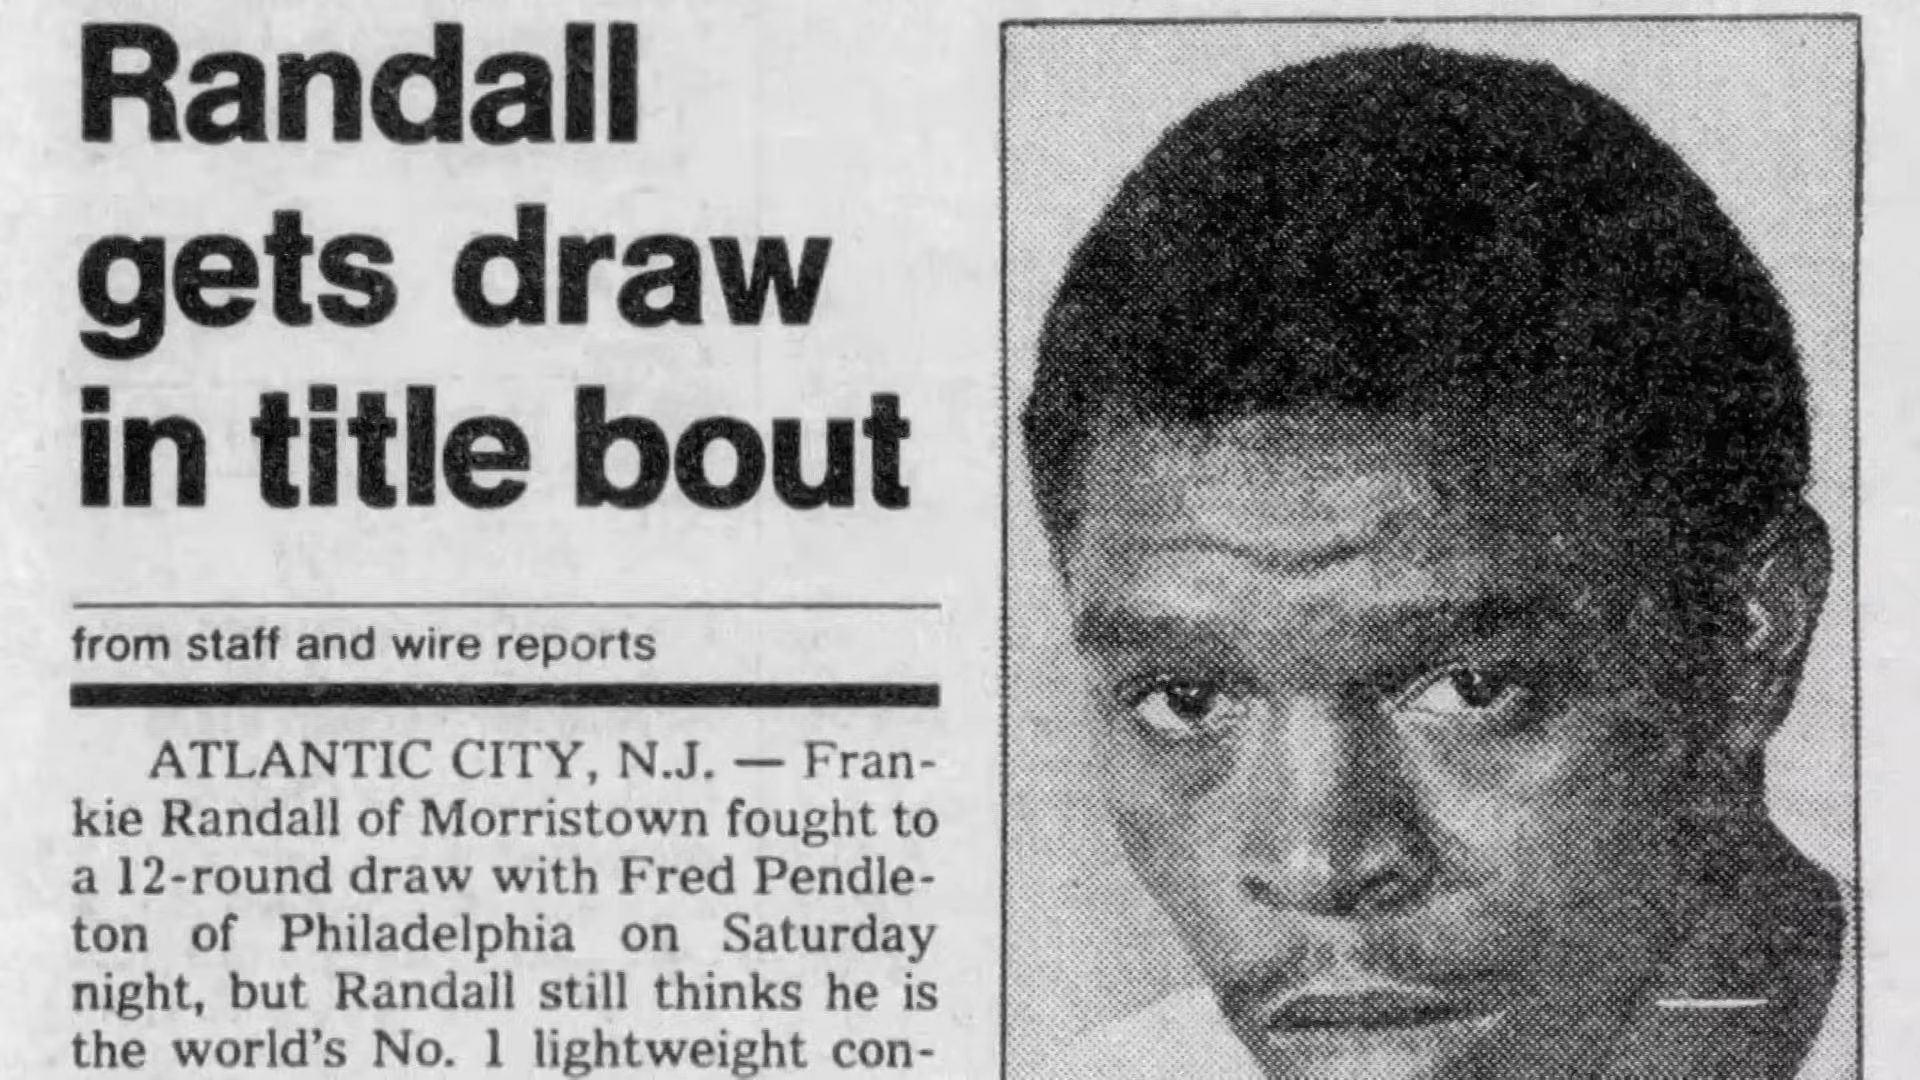 Randall
gets draw
in title bout
from staff and wire reports
ATLANTIC CITY, N.J. — Fran-
kie Randall of Morristown fought to
a 12-round draw with Fred Pendle-
ton of Philadelphia on Saturday
night, but Randall still thinks he is
the world's No. 1 lightweight con-